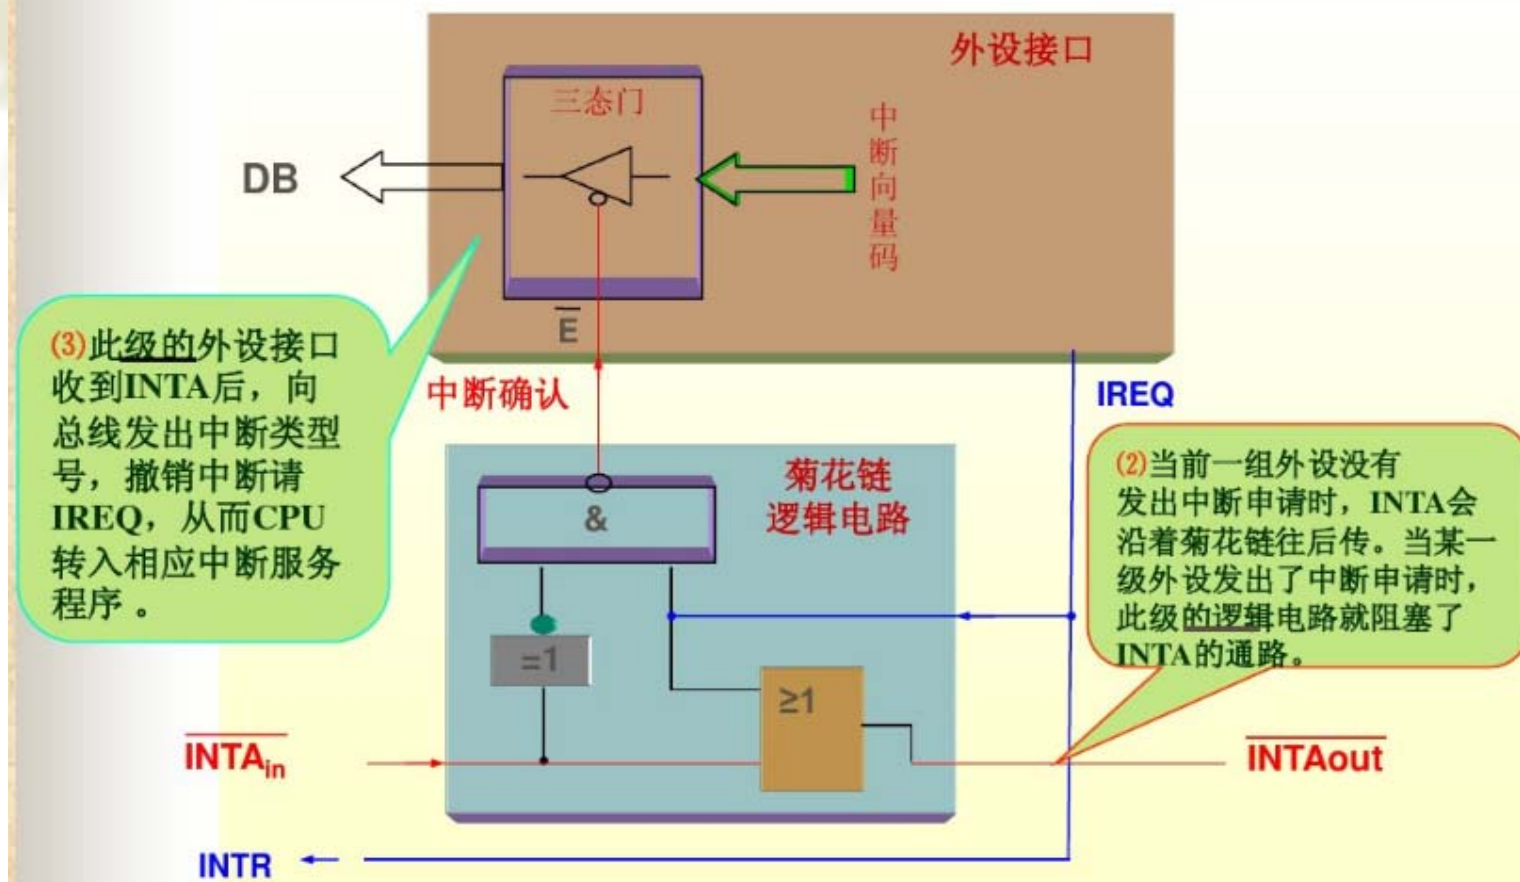 外设接口
三态门
中断向量码
DB
E
(3)此级的外设接口
收到INTA后，向
总线发出中断类型
号，撤销中断请
IREQ，从而CPU
转入相应中断服务
程序 。
中断确认
IREQ
菊花链
逻辑电路
&
(2)当前一组外设没有
发出中断申请时，INTA会
沿着菊花链往后传。当某一
级外设发出了中断申请时，
此级的逻辑电路就阻塞了
INTA的通路。
=1
≥1
INTAin
INTAout
INTR